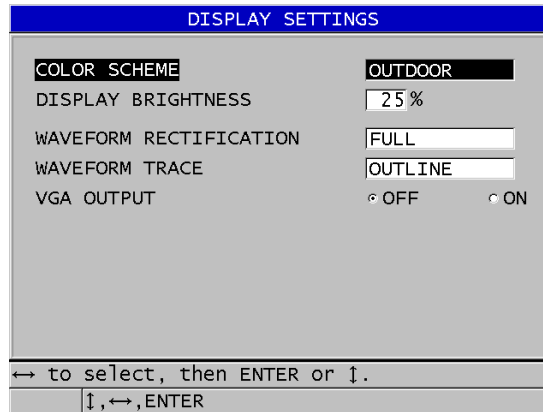 DISPLAY SETTINGS
COLOR SCHEME OUTDOOR
DISPLAY BRIGHTNESS 25%
WAVEFORM RECTIFICATION FULL
WAVEFORM TRACE OUTLINE
VGA OUTPUT OFF ON
↔ to select, then ENTER or ↕.
↕,↔,ENTER